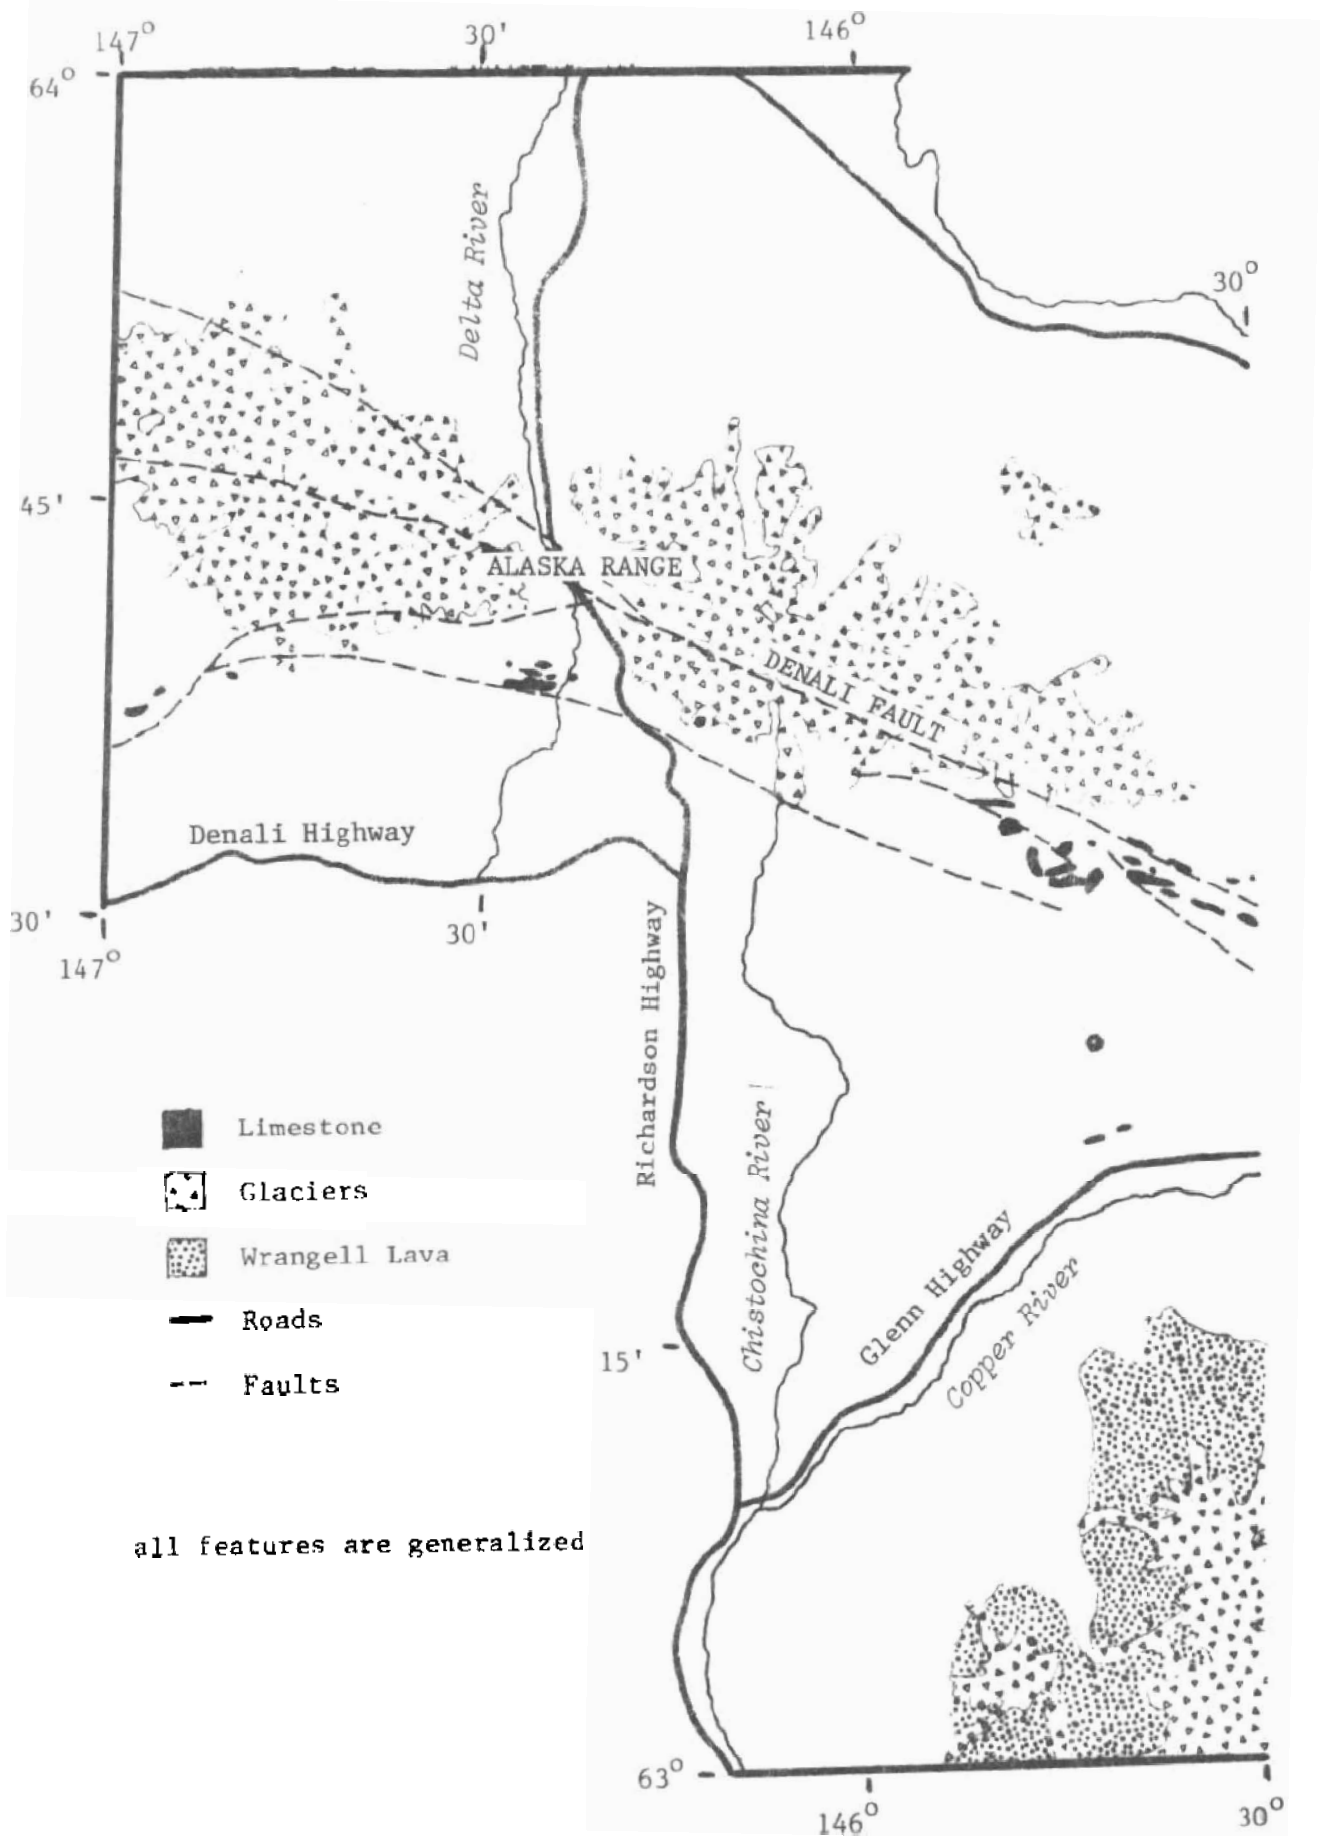 147°
30'
146°
64°
Delta River
30°
45'
ALASKA RANGE
DENALI FAULT
Denali Highway
30'
30'
147°
Richardson Highway
Limestone
Glaciers
Wrangell Lava
Roads
Faults
Chistochina River
Glenn Highway
Copper River
15'
all features are generalized
63°
146°
30°